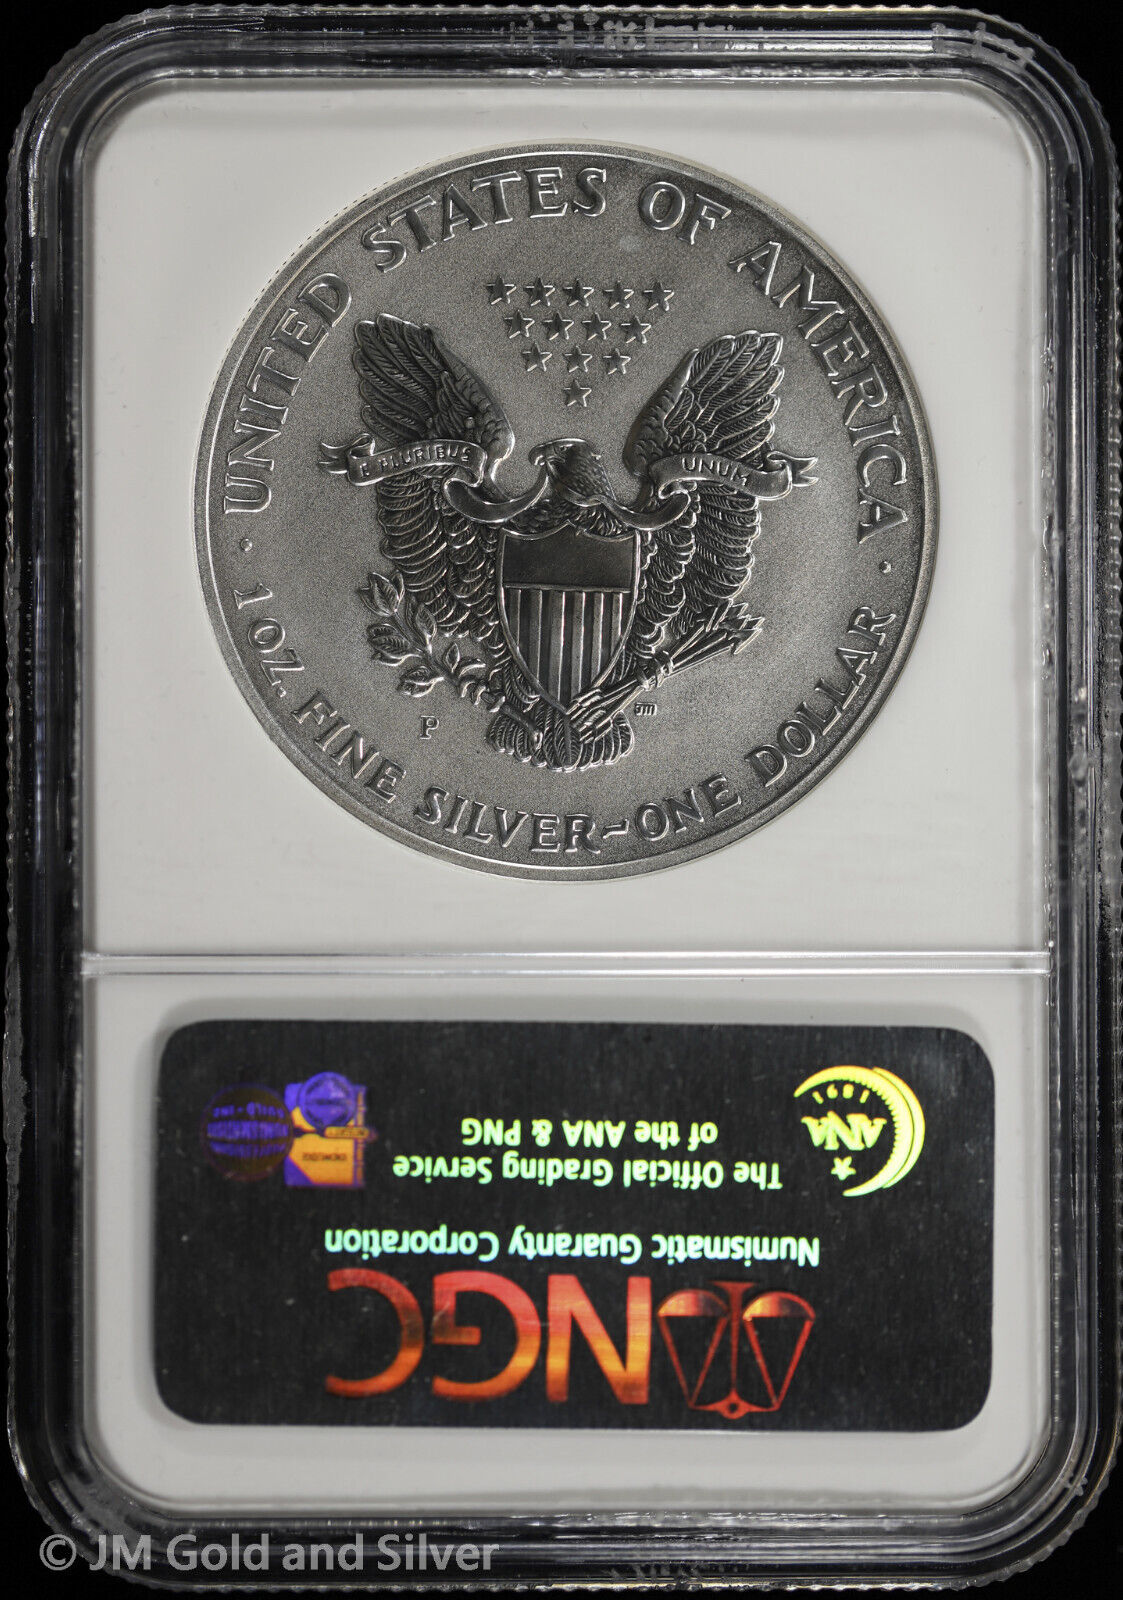 UNITED STATES OF AMERICA
E PLURIBUS UNUM
P
1 OZ. FINE SILVER~ONE DOLLAR
NGC
Numismatic Guaranty Corporation
The Official Grading Service
of the ANA & PNG
ANA
1891
© JM Gold and Silver